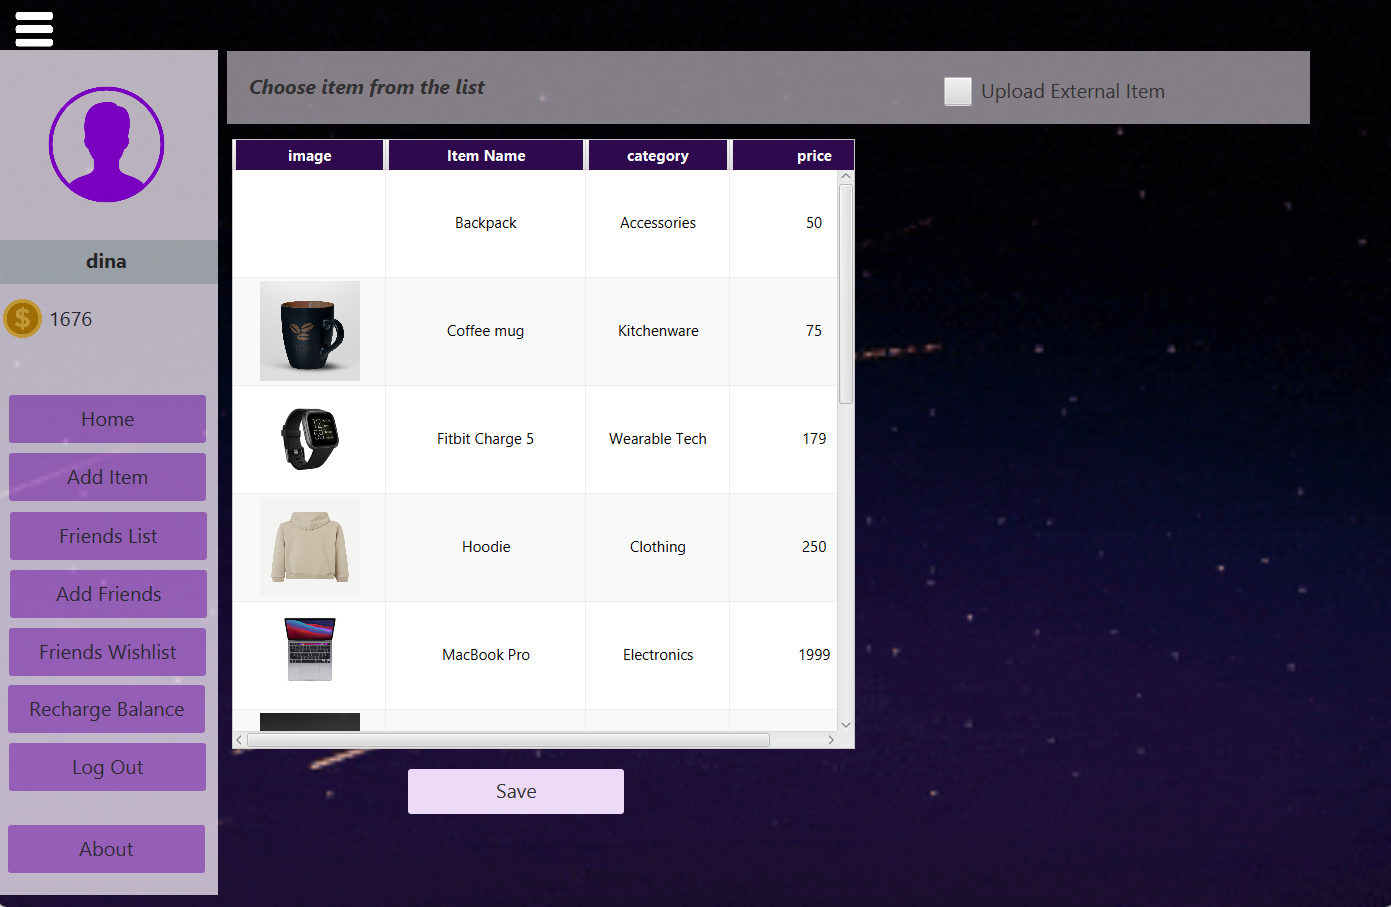 Choose item from the list
Upload External Item
dina
$ 1676
Home
Add Item
Friends List
Add Friends
Friends Wishlist
Recharge Balance
Log Out
About
image Item Name category price
Backpack Accessories 50
Coffee mug Kitchenware 75
Fitbit Charge 5 Wearable Tech 179
Hoodie Clothing 250
MacBook Pro Electronics 1999
Save